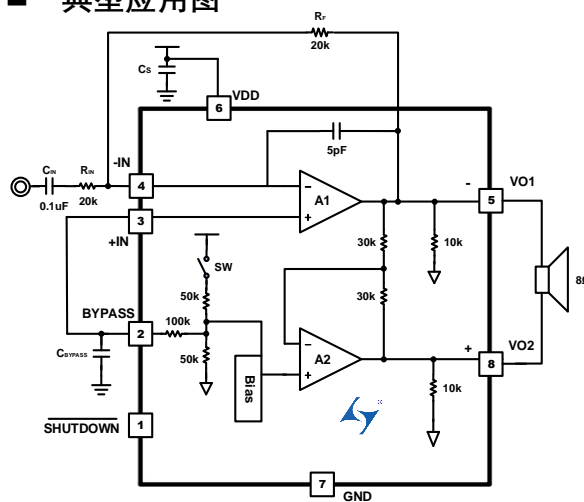 ■ 典型应用图
RF
20k
CS
6
VDD
5pF
CIN
RIN
-IN
4
0.1uF
20k
3
+IN
A1
-
+
-
5
VO1
30k
10k
SW
50k
30k
8Ω
BYPASS
2
100k
50k
CBYPASS
Bias
A2
-
+
+
VO2
8
10k
SHUTDOWN
1
7
GND